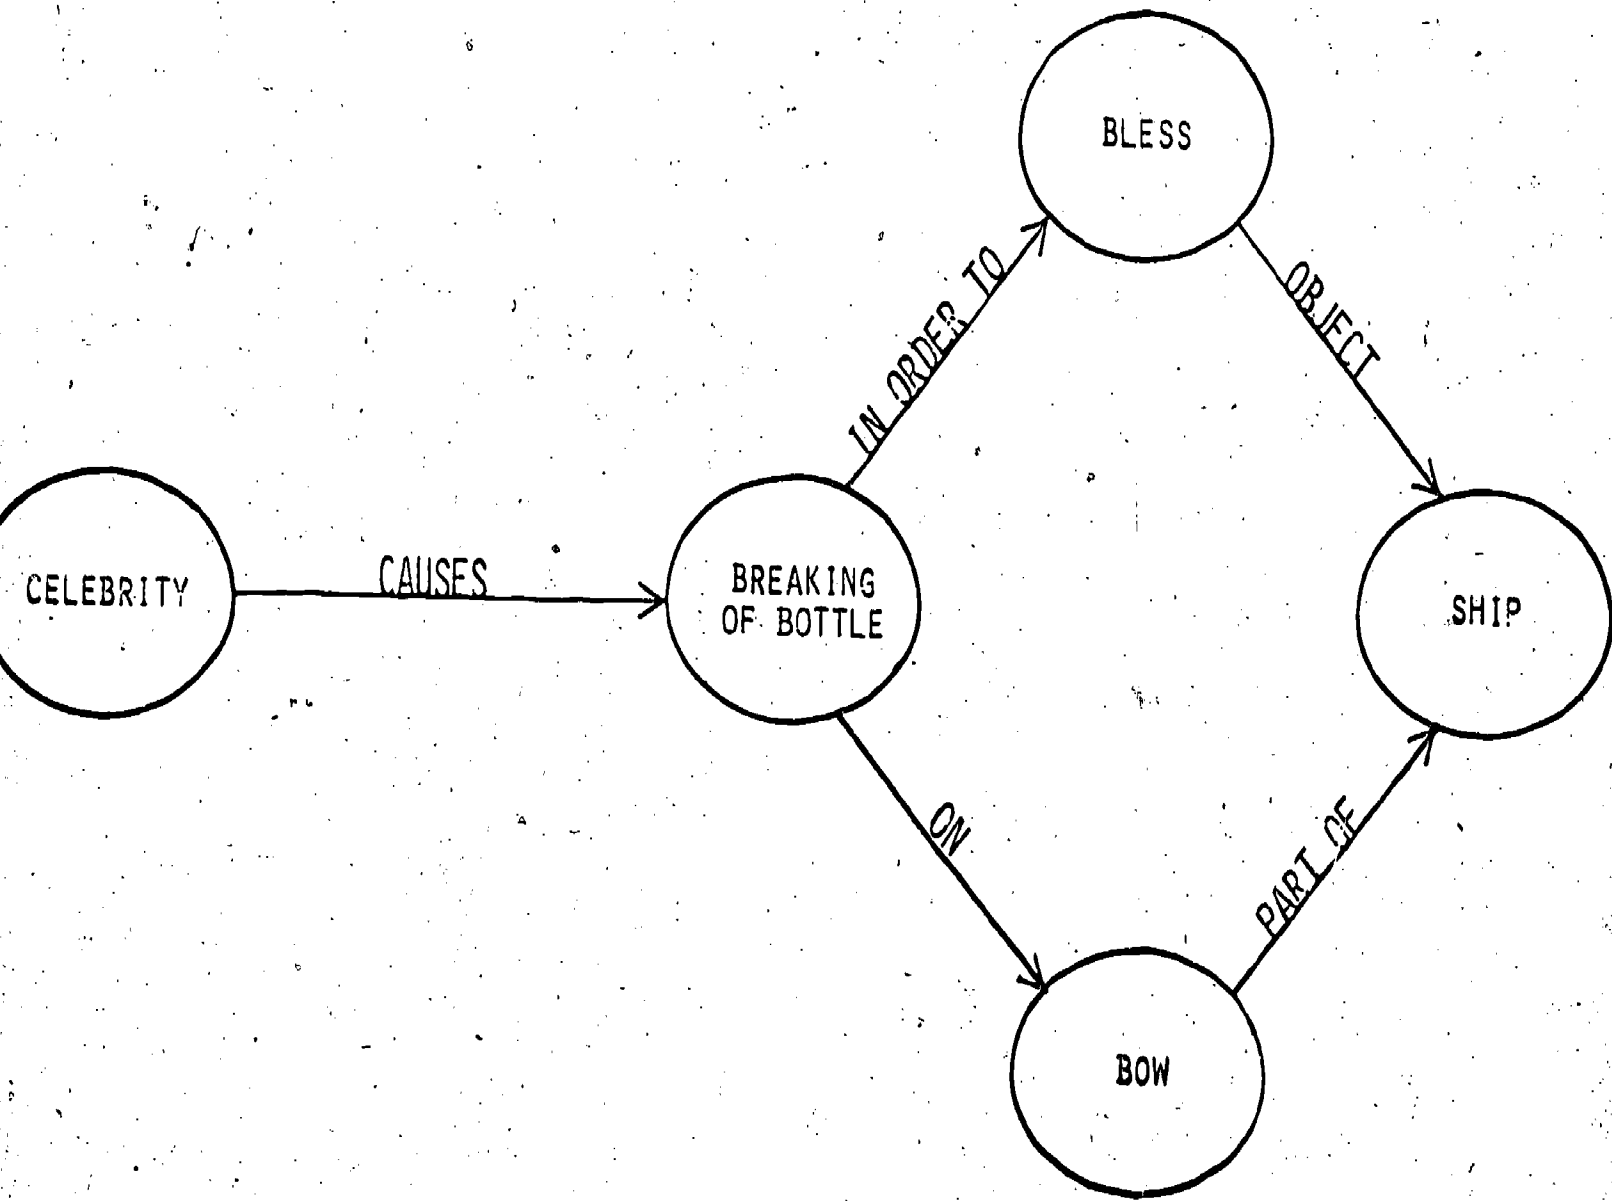 BLESS
IN ORDER TO
OBJECT
CELEBRITY
CAUSES
BREAKING
OF BOTTLE
SHIP
ON
PART OF
BOW